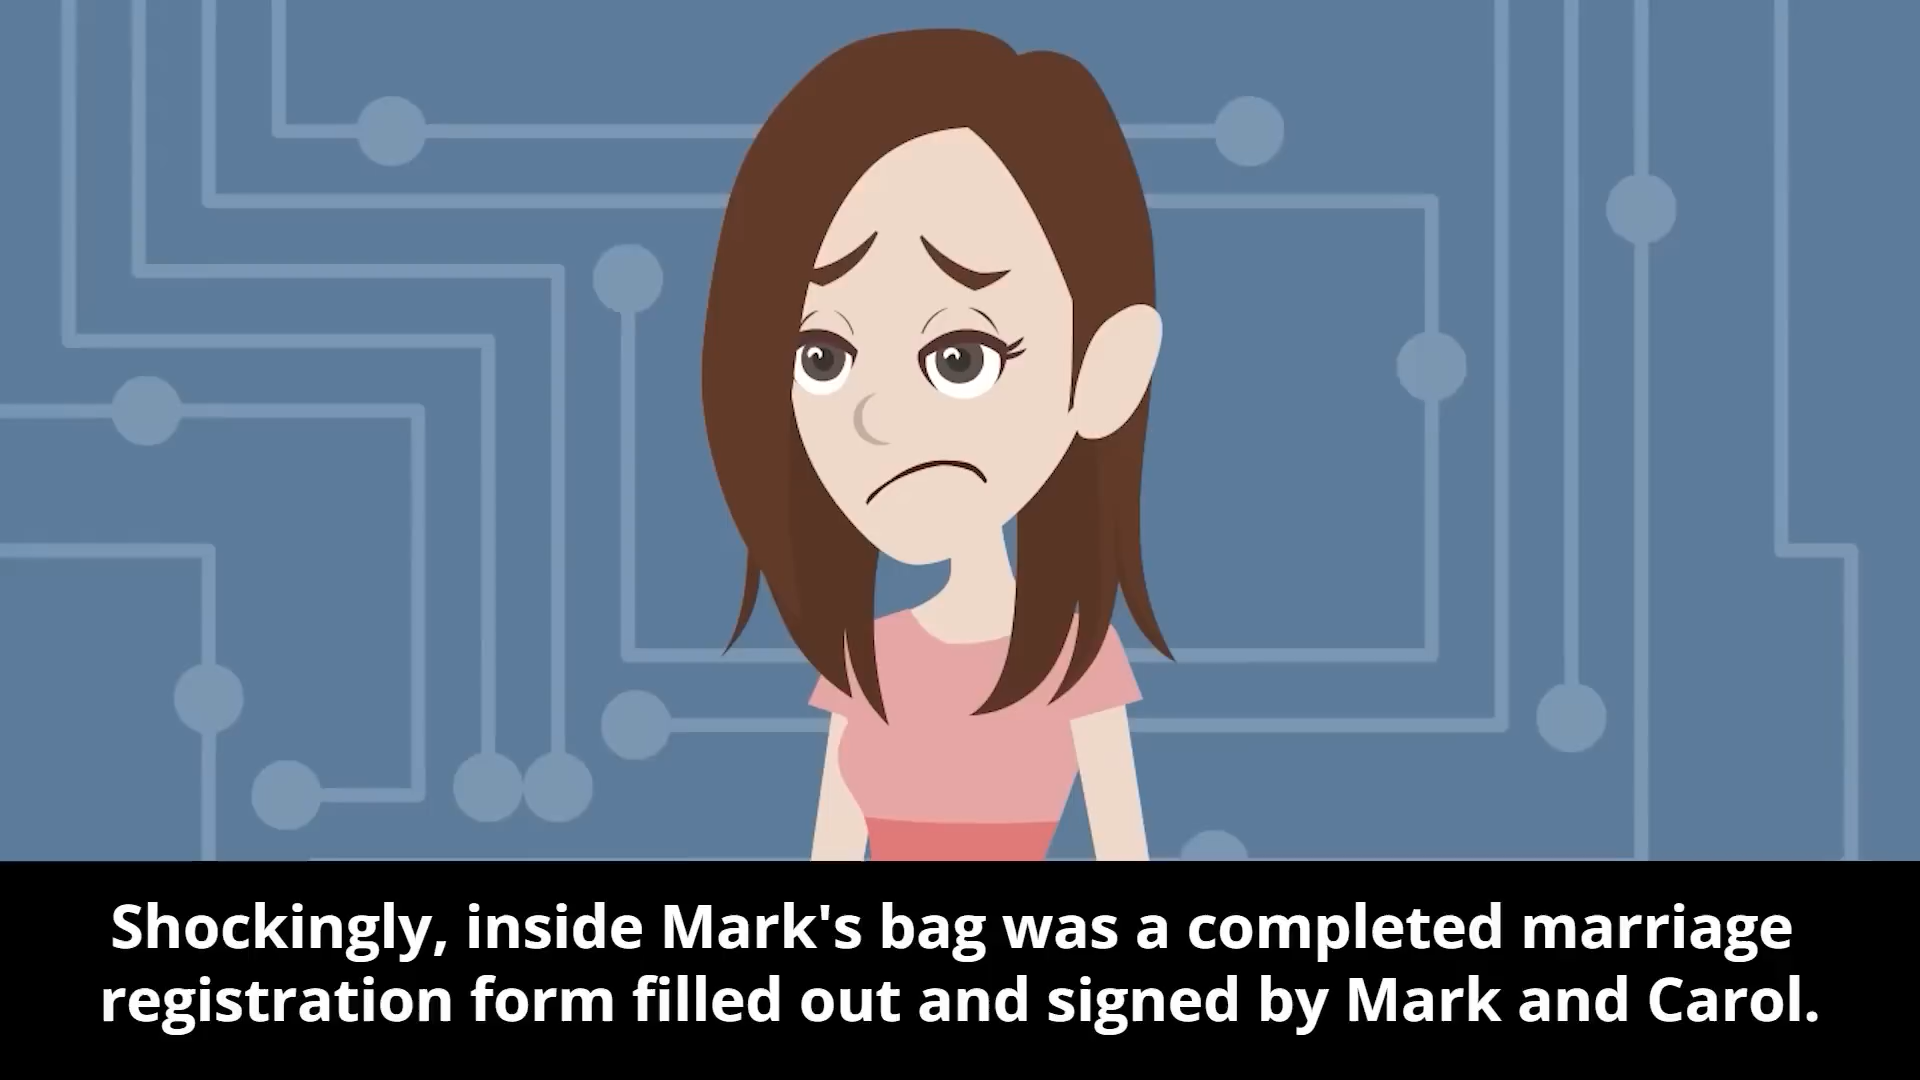 Shockingly, inside Mark's bag was a completed marriage
registration form filled out and signed by Mark and Carol.